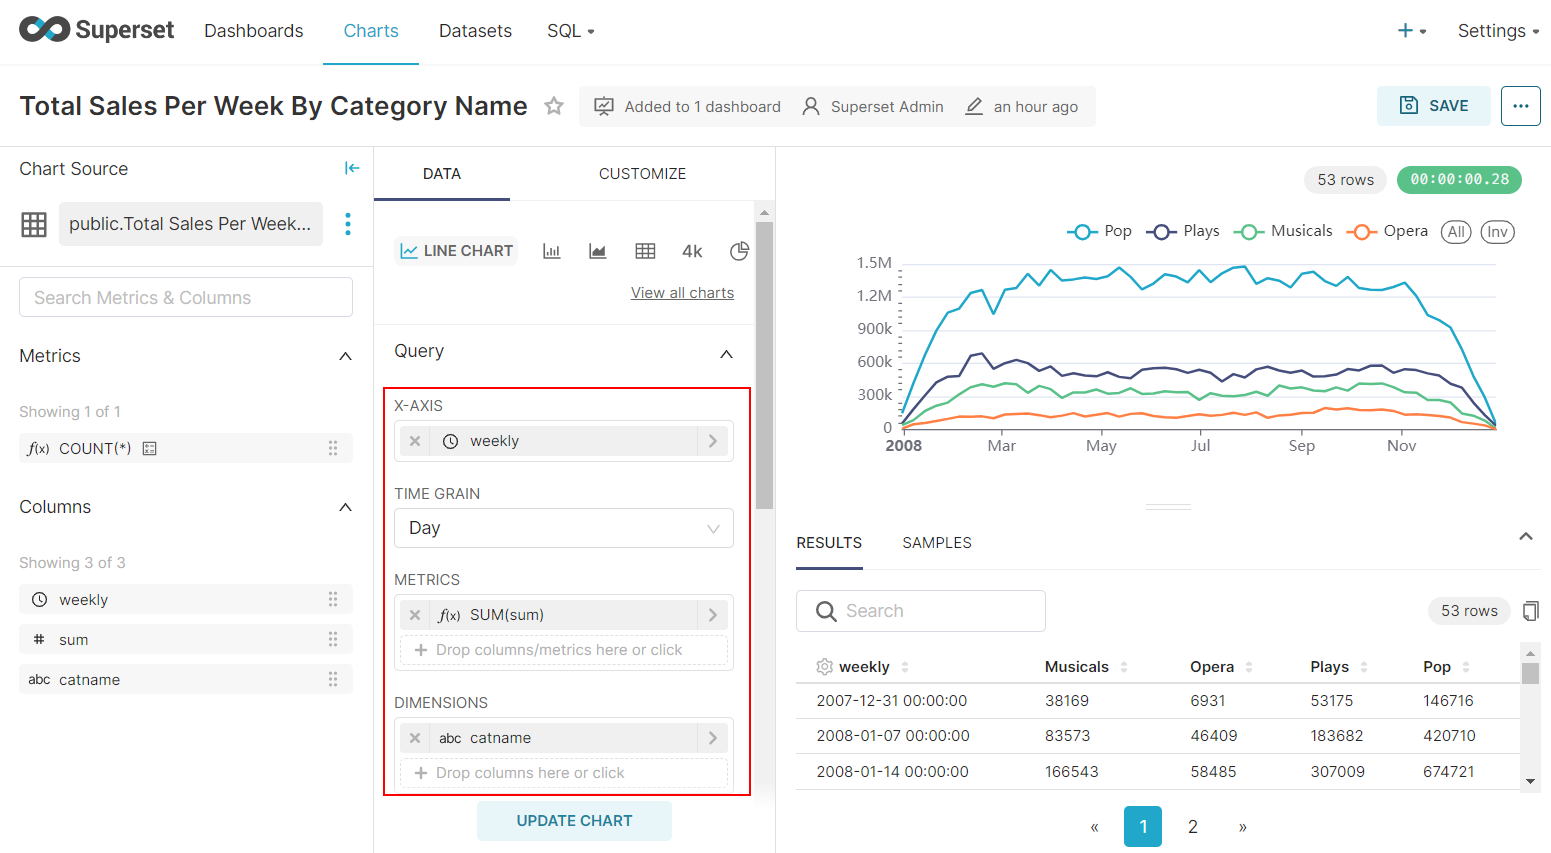 Superset Dashboards Charts Datasets SQL Settings
Total Sales Per Week By Category Name Added to 1 dashboard Superset Admin an hour ago SAVE
Chart Source
public.Total Sales Per Week...
Search Metrics & Columns
Metrics
Showing 1 of 1
f(x) COUNT(*)
Columns
Showing 3 of 3
weekly
# sum
abc catname
DATA CUSTOMIZE
LINE CHART 4k
View all charts
Query
X-AXIS
weekly
TIME GRAIN
Day
METRICS
f(x) SUM(sum)
Drop columns/metrics here or click
DIMENSIONS
abc catname
Drop columns here or click
UPDATE CHART
53 rows 00:00:00.28
Pop Plays Musicals Opera All Inv
1.5M
1.2M
900k
600k
300k
0
2008 Mar May Jul Sep Nov
RESULTS SAMPLES
Search 53 rows
weekly Musicals Opera Plays Pop
2007-12-31 00:00:00 38169 6931 53175 146716
2008-01-07 00:00:00 83573 46409 183682 420710
2008-01-14 00:00:00 166543 58485 307009 674721
« 1 2 »